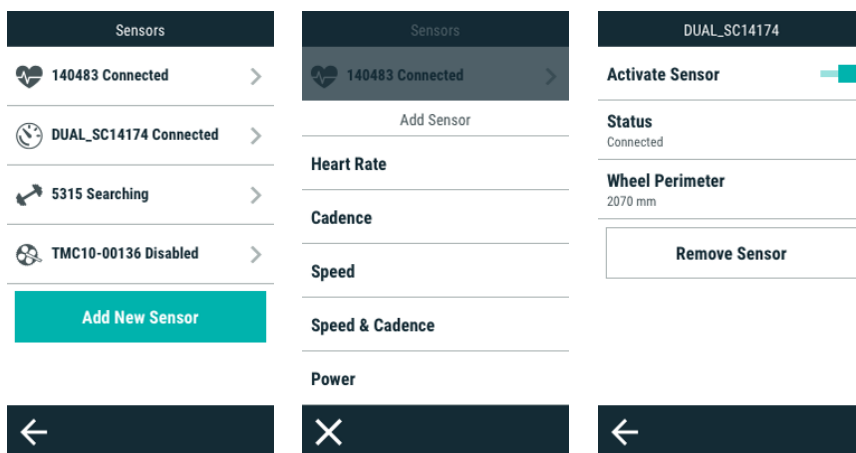 Sensors
140483 Connected
DUAL_SC14174 Connected
5315 Searching
TMC10-00136 Disabled
Add New Sensor
Sensors
140483 Connected
Add Sensor
Heart Rate
Cadence
Speed
Speed & Cadence
Power
DUAL_SC14174
Activate Sensor
Status
Connected
Wheel Perimeter
2070 mm
Remove Sensor